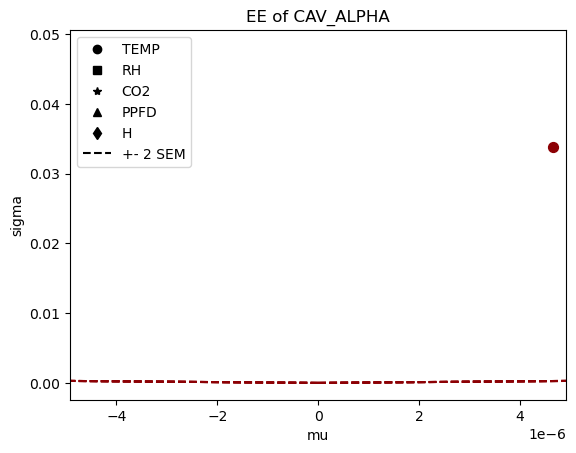 EE of CAV_ALPHA
0.05
0.04
0.03
0.02
0.01
0.00
sigma
TEMP
RH
CO2
PPFD
H
+- 2 SEM
−4
−2
0
2
4
1e−6
mu